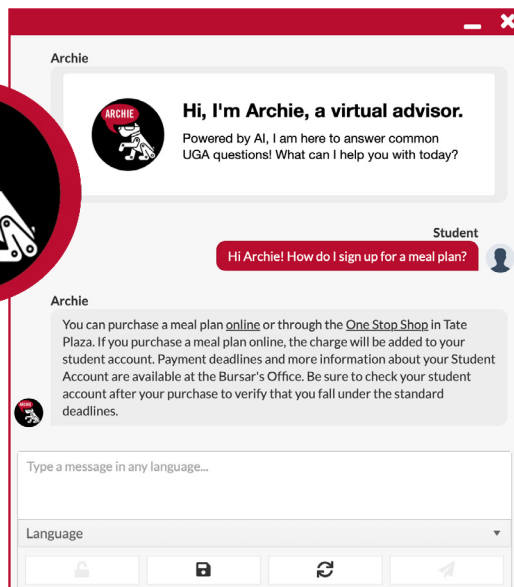 Archie
ARCHIE
Hi, I'm Archie, a virtual advisor.
Powered by AI, I am here to answer common
UGA questions! What can I help you with today?
Student
Hi Archie! How do I sign up for a meal plan?
Archie
You can purchase a meal plan online or through the One Stop Shop in Tate
Plaza. If you purchase a meal plan online, the charge will be added to your
student account. Payment deadlines and more information about your Student
Account are available at the Bursar's Office. Be sure to check your student
account after your purchase to verify that you fall under the standard
deadlines.
ARCHIE
Type a message in any language...
Language